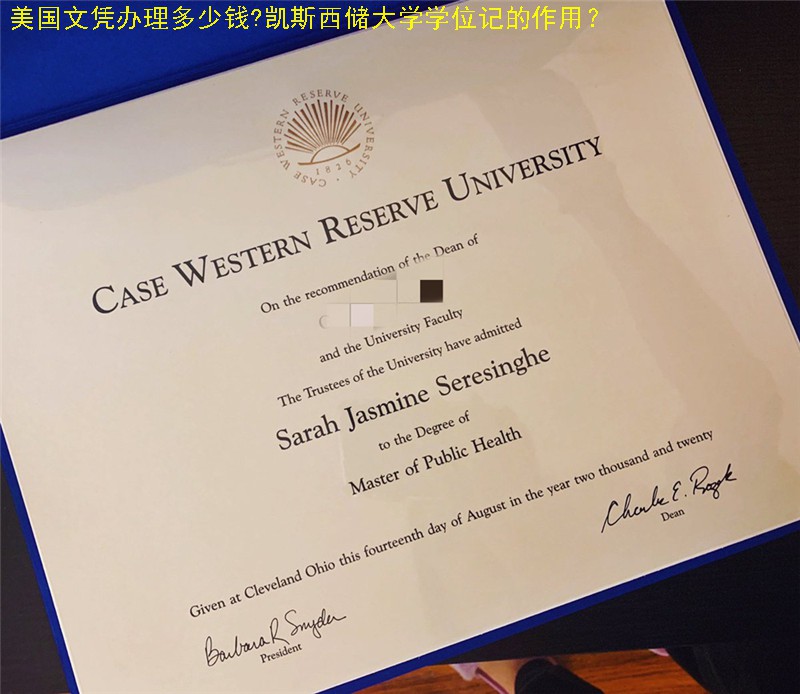 美国文凭办理多少钱?凯斯西储大学学位记的作用?
CASE WESTERN RESERVE UNIVERSITY
1826
CASE WESTERN RESERVE UNIVERSITY
On the recommendation of the Dean of
and the University Faculty
The Trustees of the University have admitted
Sarah Jasmine Seresinghe
to the Degree of
Master of Public Health
Given at Cleveland Ohio this fourteenth day of August in the year two thousand and twenty
Dean
Barbara R Snyder
President